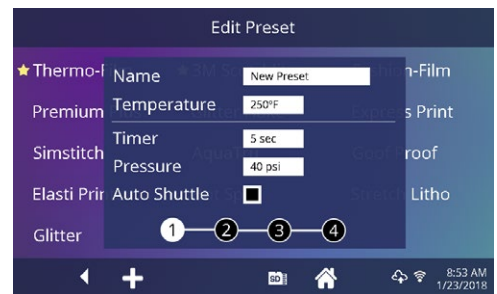 Edit Preset
Thermo-F
Name
New Preset
n-Film
Premium
Temperature
250°F
s Print
Simstitch
Timer
5 sec
roof
Pressure
40 psi
Elasti Prin
Auto Shuttle
Litho
Glitter
1
2
3
4
SD
8:53 AM
1/23/2018